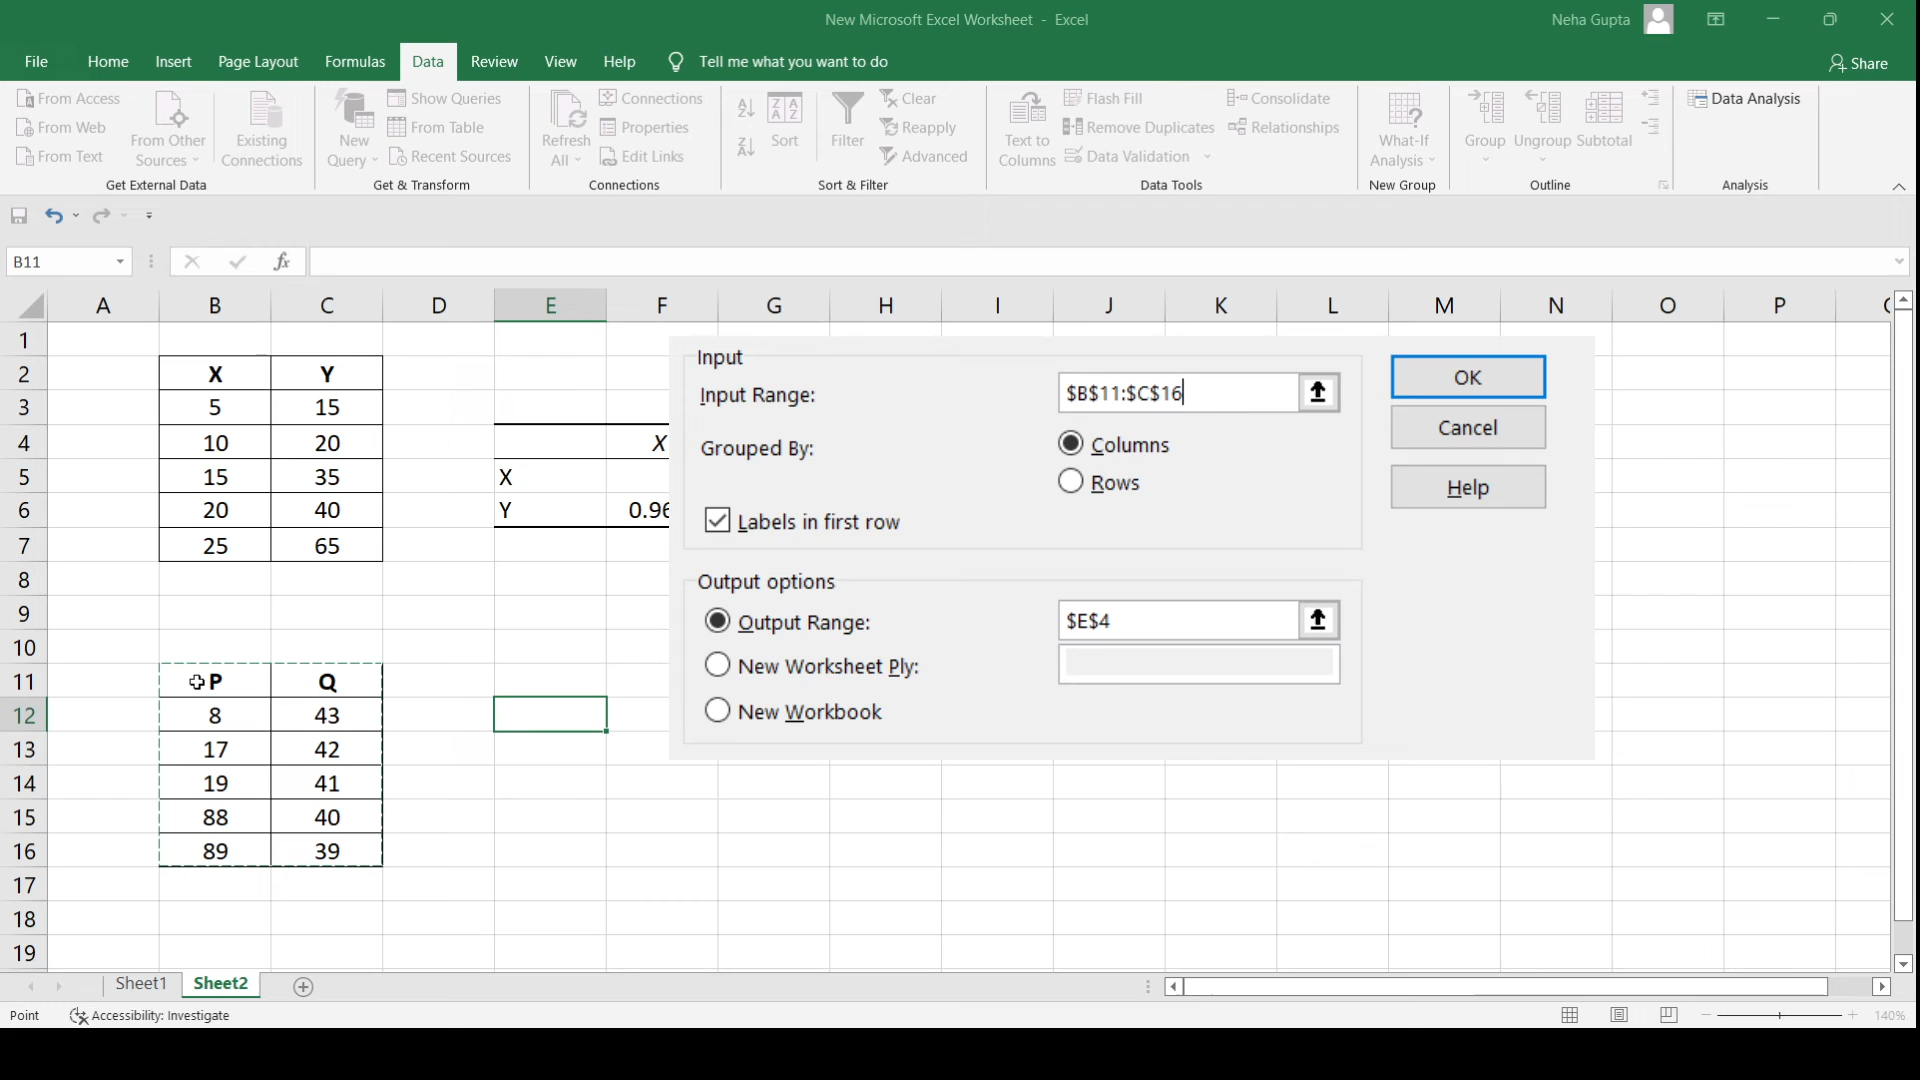 New Microsoft Excel Worksheet - Excel
Neha Gupta
File Home Insert Page Layout Formulas Data Review View Help Tell me what you want to do Share
From Access
From Web
From Text
From Other Sources
Existing Connections
Get External Data
New Query
Show Queries
From Table
Recent Sources
Get & Transform
Refresh All
Connections
Properties
Edit Links
Connections
Sort
Filter
Clear
Reapply
Advanced
Sort & Filter
Text to Columns
Flash Fill
Remove Duplicates
Data Validation
Consolidate
Relationships
Data Tools
What-If Analysis
New Group
Group
Ungroup
Subtotal
Outline
Data Analysis
Analysis
B11
fx
A B C D E F G H I J K L M N O P
1
2 X Y
3 5 15
4 10 20 X
5 15 35 X
6 20 40 Y 0.96
7 25 65
8
9
10
11 P Q
12 8 43
13 17 42
14 19 41
15 88 40
16 89 39
17
18
19
Input
Input Range: $B$11:$C$16
Grouped By: Columns
Rows
Labels in first row
Output options
Output Range: $E$4
New Worksheet Ply:
New Workbook
OK
Cancel
Help
Sheet1 Sheet2
Point Accessibility: Investigate 140%